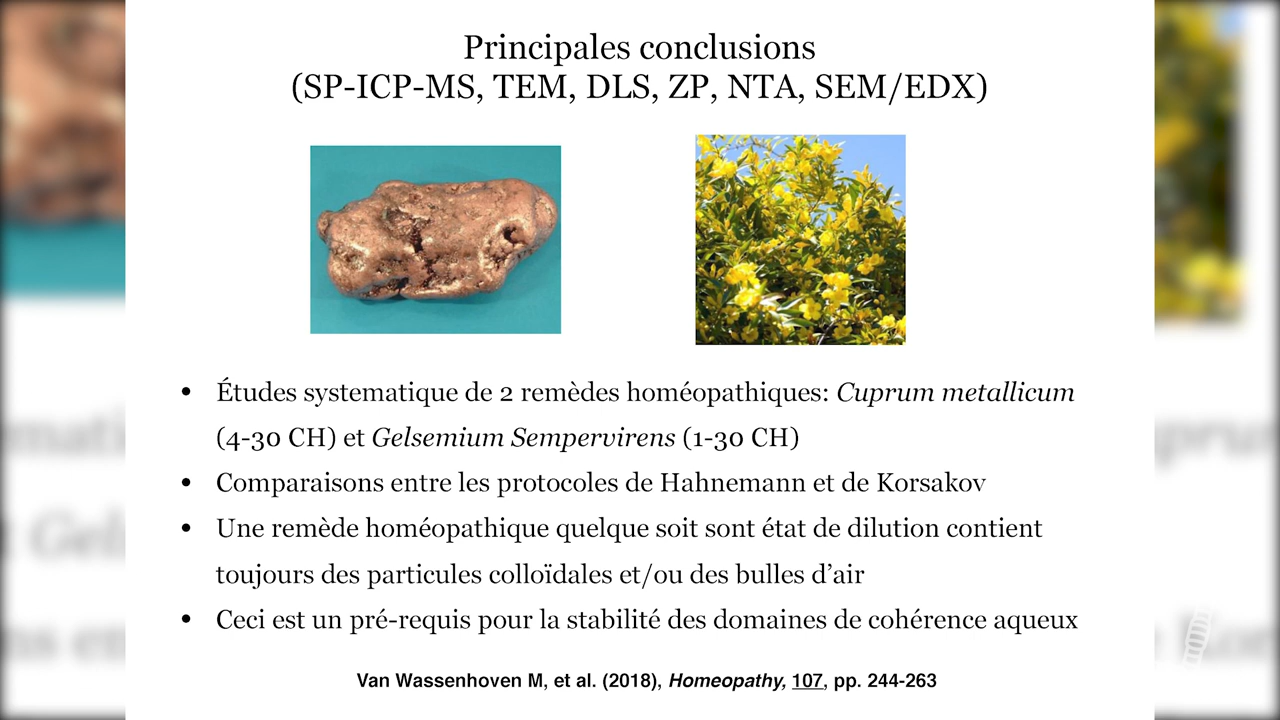 Principales conclusions
(SP-ICP-MS, TEM, DLS, ZP, NTA, SEM/EDX)
• Études systematique de 2 remèdes homéopathiques: Cuprum metallicum
(4-30 CH) et Gelsemium Sempervirens (1-30 CH)
• Comparaisons entre les protocoles de Hahnemann et de Korsakov
• Une remède homéopathique quelque soit sont état de dilution contient
toujours des particules colloïdales et/ou des bulles d’air
• Ceci est un pré-requis pour la stabilité des domaines de cohérence aqueux
Van Wassenhoven M, et al. (2018), Homeopathy, 107, pp. 244-263